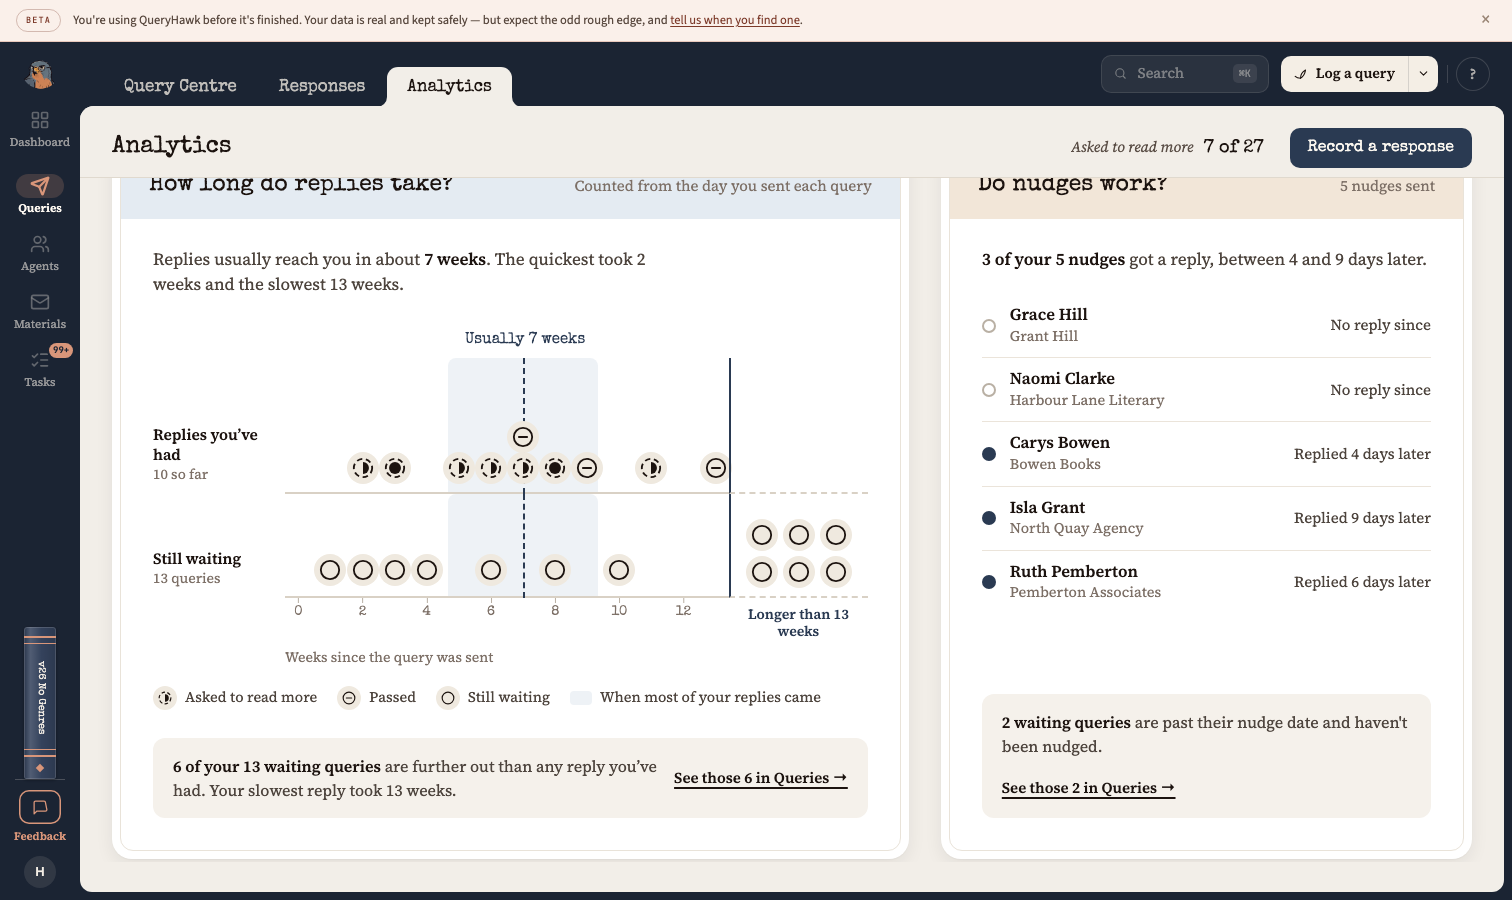 BETA
You're using QueryHawk before it's finished. Your data is real and kept safely — but expect the odd rough edge, and tell us when you find one.
×
Query Centre
Responses
Analytics
Search
⌘K
Log a query
?
Dashboard
Queries
Agents
Materials
99+
Tasks
v26 No Genres
Feedback
H
Analytics
Asked to read more 7 of 27
Record a response
How long do replies take?
Counted from the day you sent each query
Replies usually reach you in about 7 weeks. The quickest took 2
weeks and the slowest 13 weeks.
Usually 7 weeks
Replies you've
had
10 so far
Still waiting
13 queries
0 2 4 6 8 10 12
Longer than 13
weeks
Weeks since the query was sent
Asked to read more
Passed
Still waiting
When most of your replies came
6 of your 13 waiting queries are further out than any reply you've
had. Your slowest reply took 13 weeks.
See those 6 in Queries →
Do nudges work?
5 nudges sent
3 of your 5 nudges got a reply, between 4 and 9 days later.
Grace Hill
Grant Hill
No reply since
Naomi Clarke
Harbour Lane Literary
No reply since
Carys Bowen
Bowen Books
Replied 4 days later
Isla Grant
North Quay Agency
Replied 9 days later
Ruth Pemberton
Pemberton Associates
Replied 6 days later
2 waiting queries are past their nudge date and haven't
been nudged.
See those 2 in Queries →